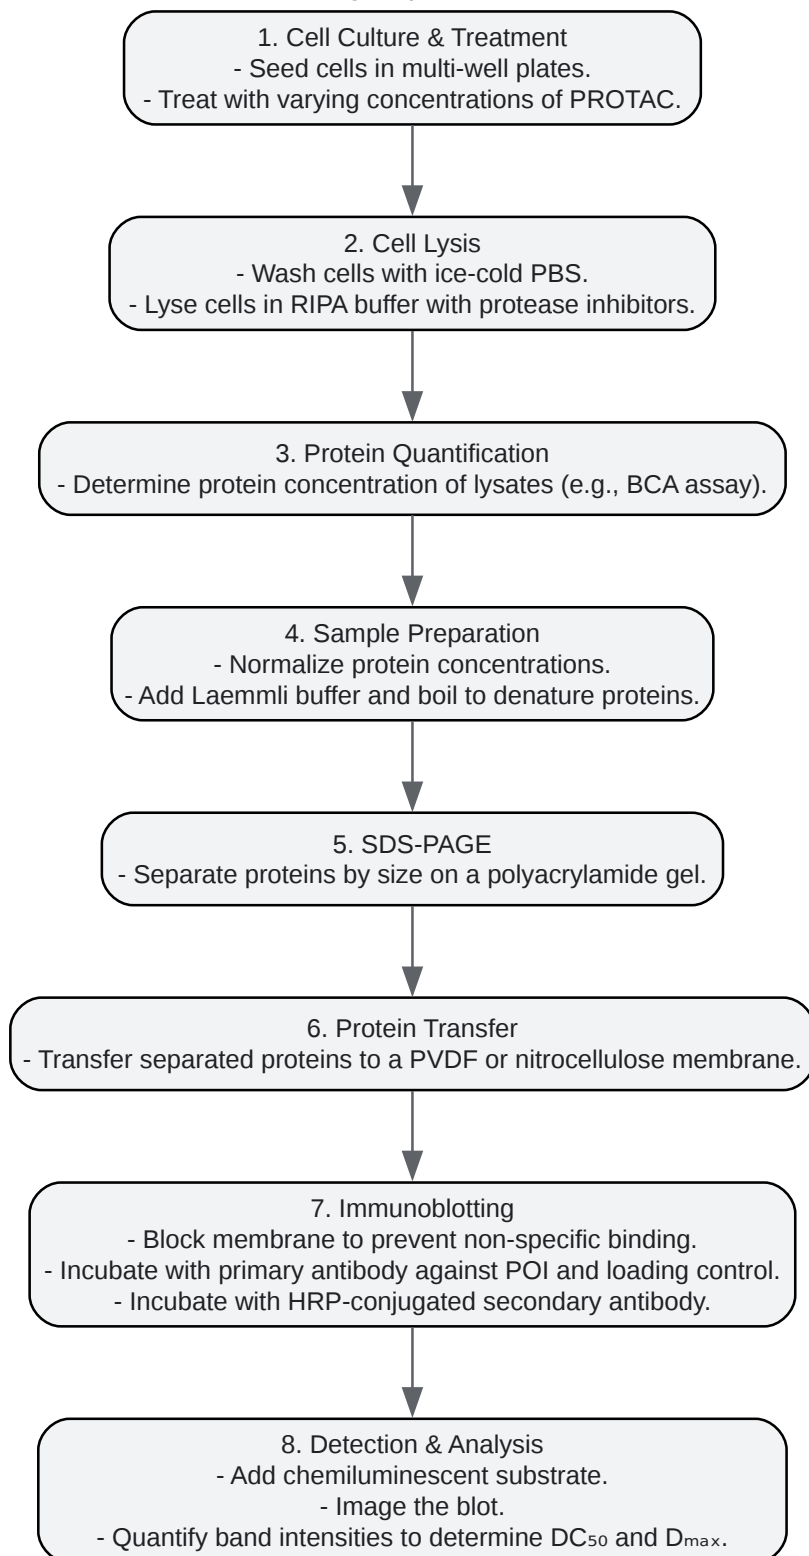 1. Cell Culture & Treatment
- Seed cells in multi-well plates.
- Treat with varying concentrations of PROTAC.
2. Cell Lysis
- Wash cells with ice-cold PBS.
- Lyse cells in RIPA buffer with protease inhibitors.
3. Protein Quantification
- Determine protein concentration of lysates (e.g., BCA assay).
4. Sample Preparation
- Normalize protein concentrations.
- Add Laemmli buffer and boil to denature proteins.
5. SDS-PAGE
- Separate proteins by size on a polyacrylamide gel.
6. Protein Transfer
- Transfer separated proteins to a PVDF or nitrocellulose membrane.
7. Immunoblotting
- Block membrane to prevent non-specific binding.
- Incubate with primary antibody against POI and loading control.
- Incubate with HRP-conjugated secondary antibody.
8. Detection & Analysis
- Add chemiluminescent substrate.
- Image the blot.
- Quantify band intensities to determine DC₅₀ and Dₘₐₓ.